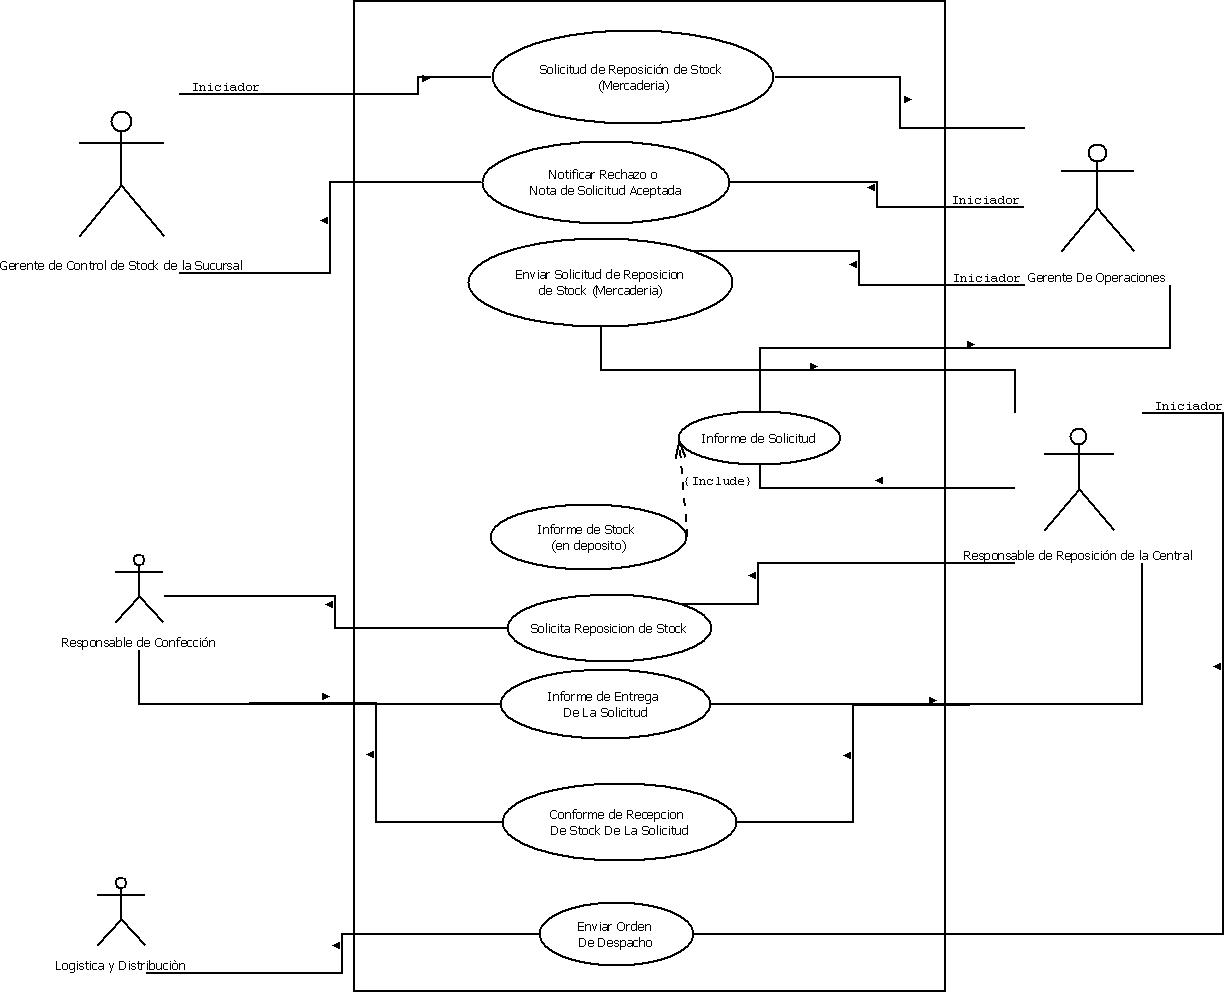 Solicitud de Reposición de Stock
(Mercaderia)
Iniciador
Notificar Rechazo o
Nota de Solicitud Aceptada
Iniciador
Gerente de Control de Stock de la Sucursal
Enviar Solicitud de Reposicion
de Stock (Mercaderia)
Iniciador
Gerente De Operaciones
Iniciador
Informe de Solicitud
{Include}
Informe de Stock
(en deposito)
Responsable de Reposición de la Central
Solicita Reposicion de Stock
Responsable de Confección
Informe de Entrega
De La Solicitud
Conforme de Recepcion
De Stock De La Solicitud
Enviar Orden
De Despacho
Logistica y Distribuciòn